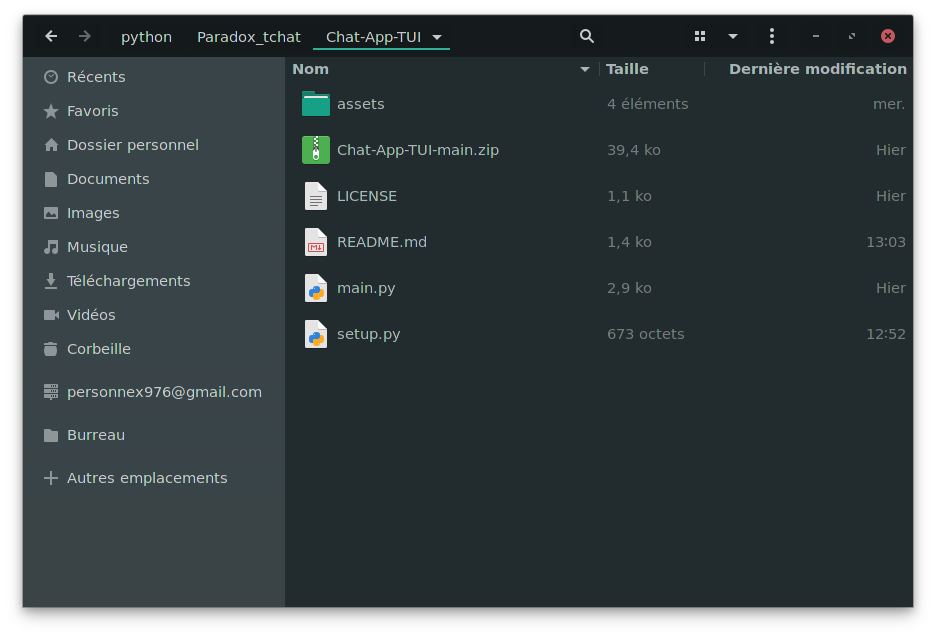 python Paradox_tchat Chat-App-TUI
Récents
Favoris
Dossier personnel
Documents
Images
Musique
Téléchargements
Vidéos
Corbeille
personnex976@gmail.com
Burreau
Autres emplacements
Nom Taille Dernière modification
assets 4 éléments mer.
Chat-App-TUI-main.zip 39,4 ko Hier
LICENSE 1,1 ko Hier
README.md 1,4 ko 13:03
main.py 2,9 ko Hier
setup.py 673 octets 12:52